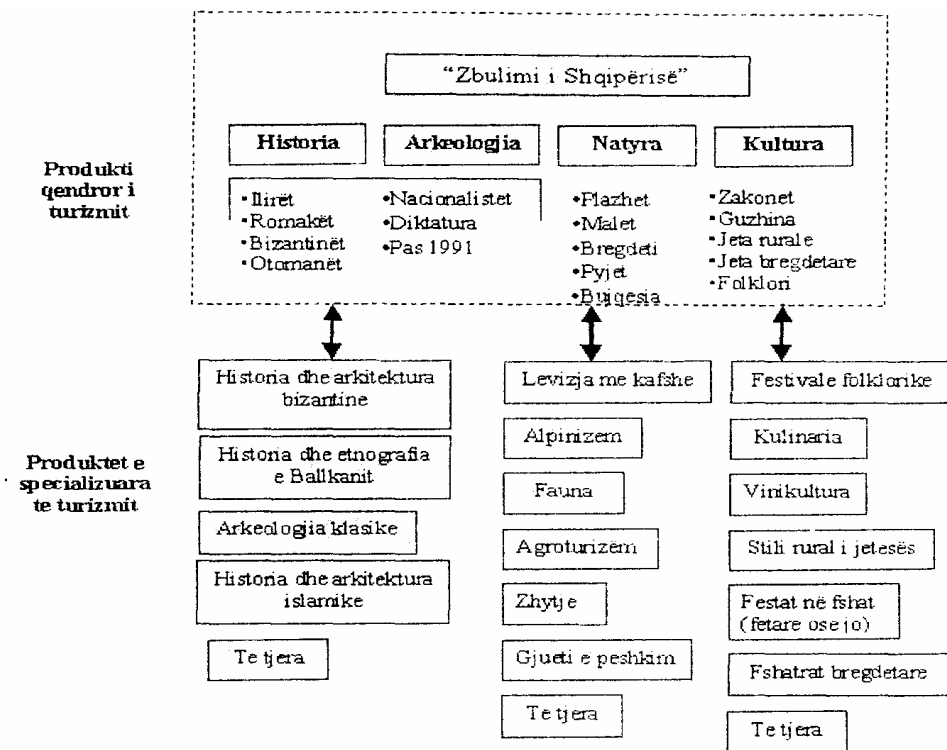 “Zbulimi i Shqipërisë”
Historia
Arkeologjia
Natyra
Kultura
Produkti
qendror i
turizmit
•Ilirët
•Romakët
•Bizantinët
•Otomanët
•Nacionalistet
•Diktatura
•Pas 1991
•Plazhet
•Malet
•Bregdeti
•Pyjet
•Bujqesia
•Zakonet
•Guzhina
•Jeta rurale
•Jeta bregdetare
•Folklori
Produktet e
specializuara
te turizmit
Historia dhe arkitektura
bizantine
Historia dhe etnografia
e Ballkanit
Arkeologjia klasike
Historia dhe arkitektura
islamike
Te tjera
Levizja me kafshe
Alpinizem
Fauna
Agroturizem
Zhytje
Gjueti e peshkim
Te tjera
Festivale folklorike
Kulinaria
Vinikultura
Stili rural i jetesës
Festat në fshat
(fetare ose jo)
Fshatrat bregdetare
Te tjera